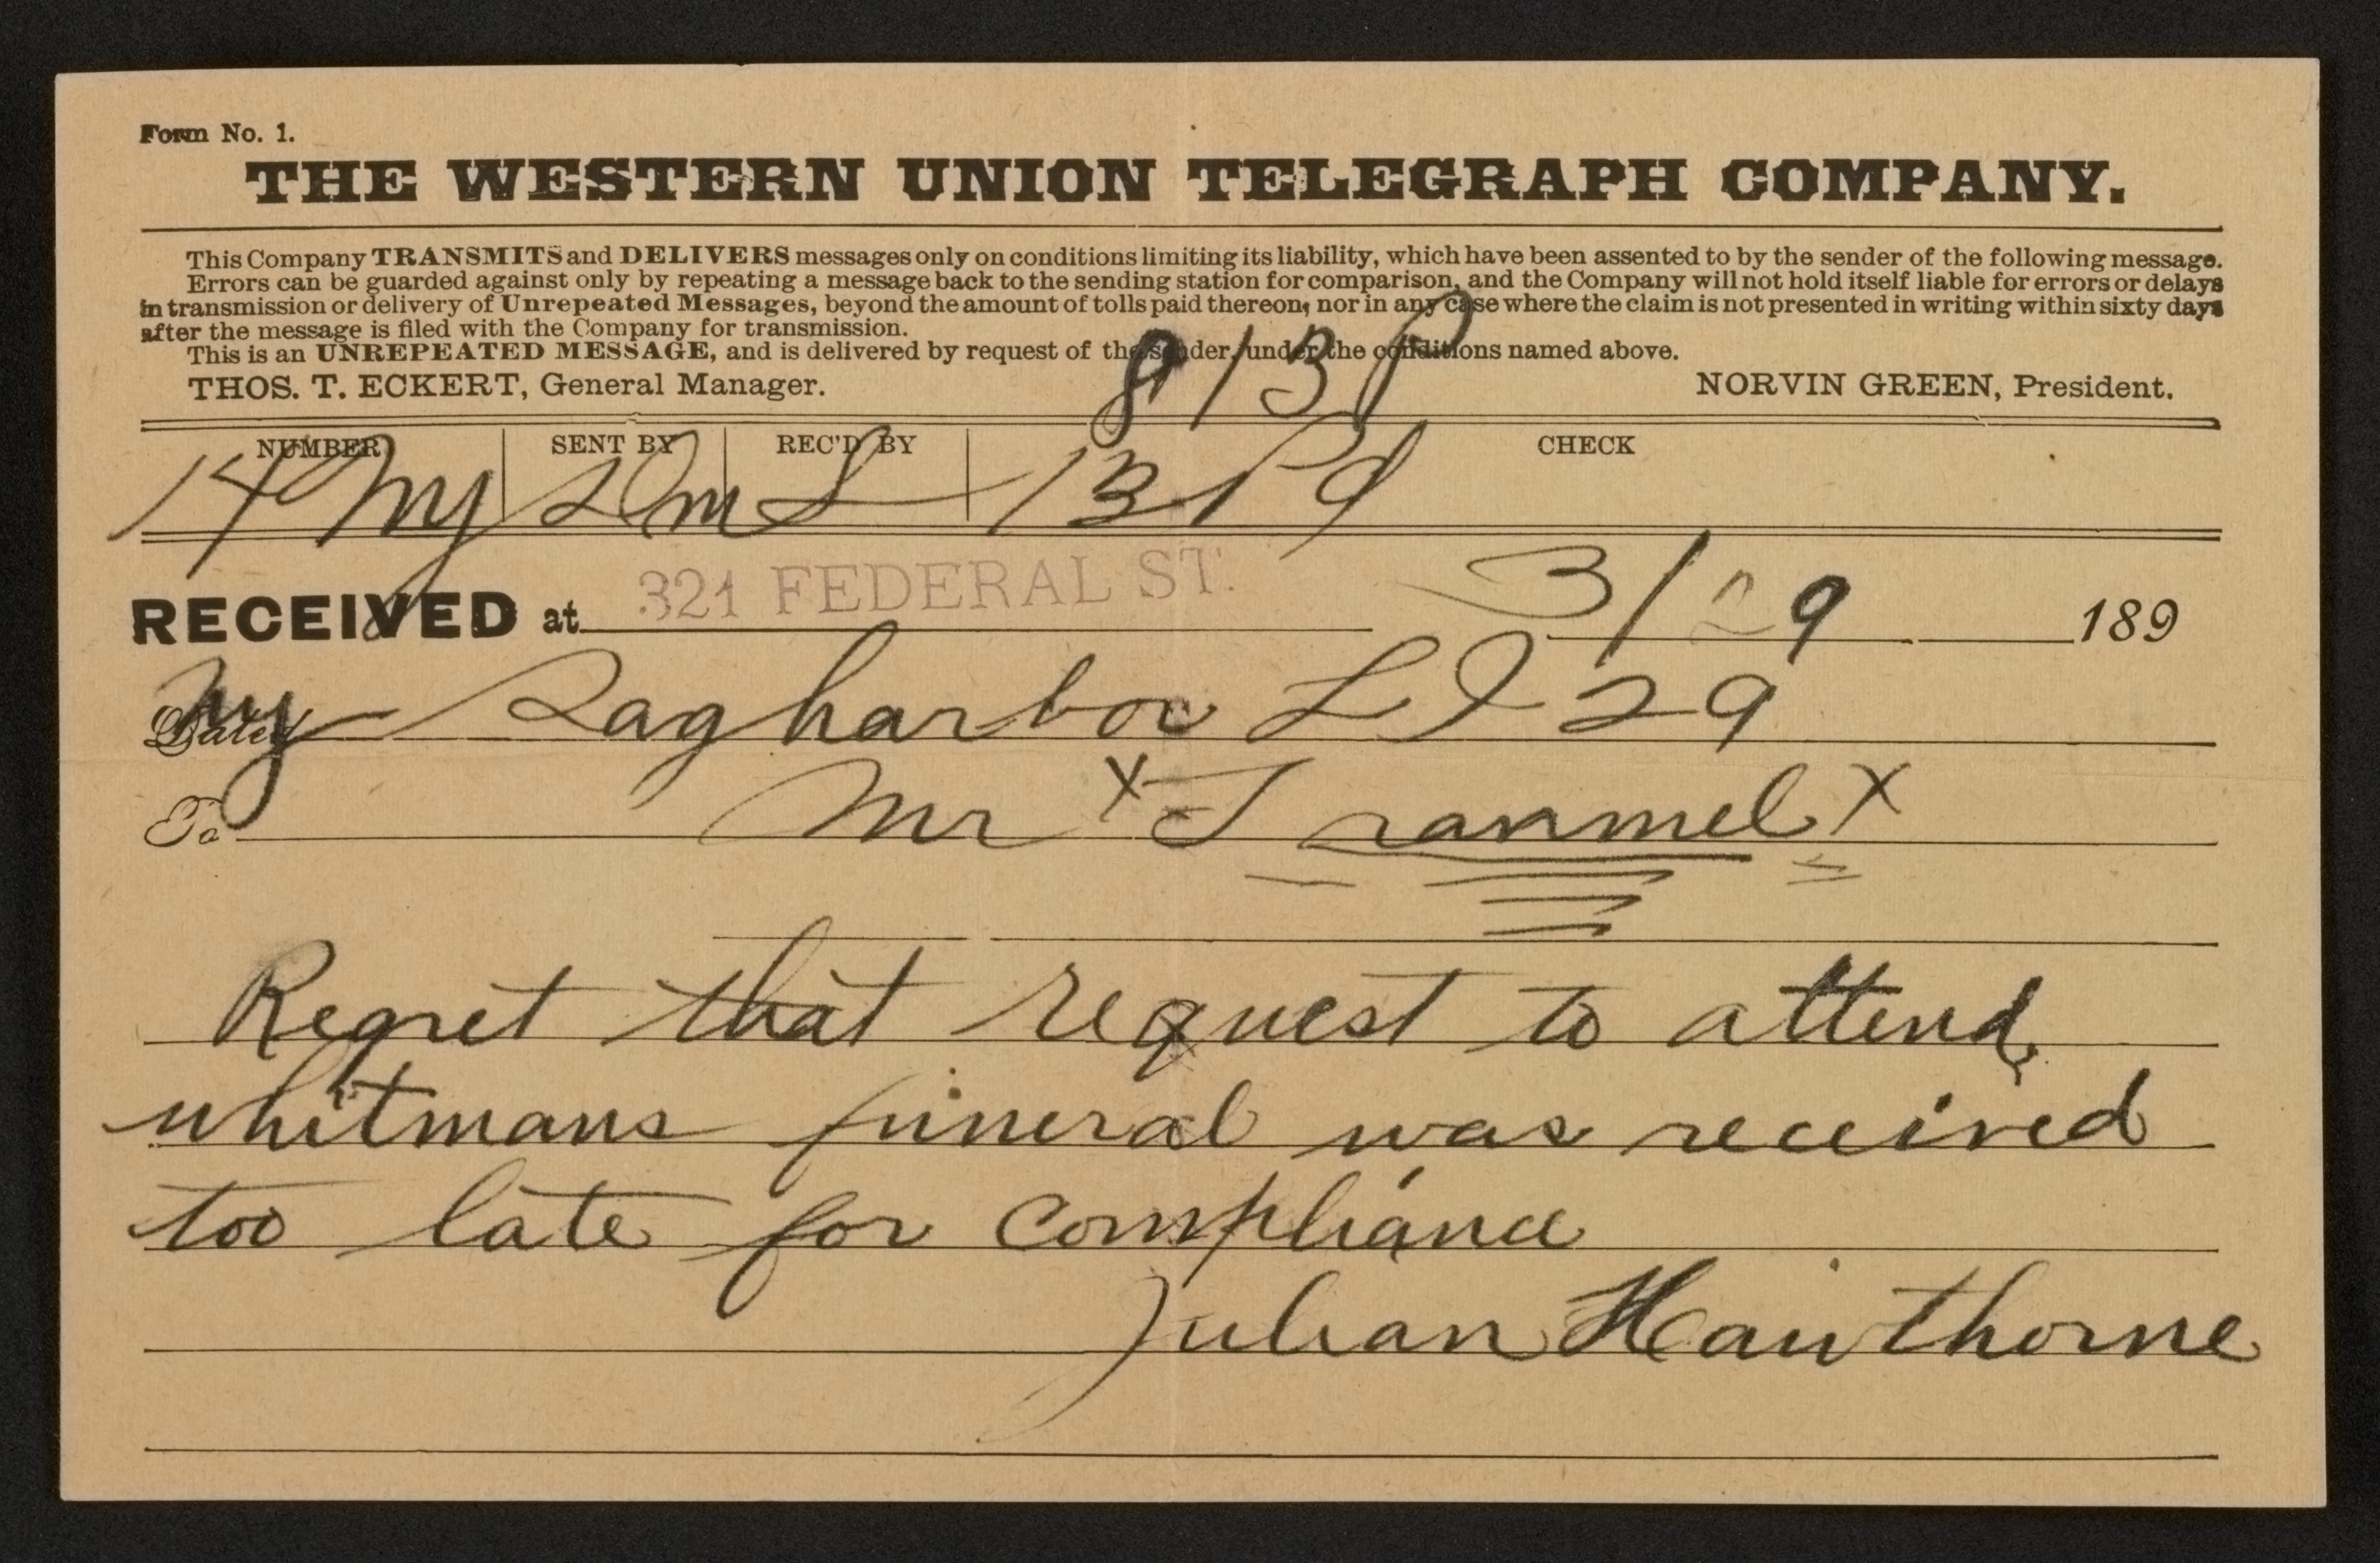 Form No. 1.
THE WESTERN UNION TELEGRAPH COMPANY.
This Company TRANSMITS and DELIVERS messages only on conditions limiting its liability, which have been assented to by the sender of the following message.
Errors can be guarded against only by repeating a message back to the sending station for comparison, and the Company will not hold itself liable for errors or delays
in transmission or delivery of Unrepeated Messages, beyond the amount of tolls paid thereon, nor in any case where the claim is not presented in writing within sixty days
after the message is filed with the Company for transmission.
This is an UNREPEATED MESSAGE, and is delivered by request of the sender, under the conditions named above.
THOS. T. ECKERT, General Manager. NORVIN GREEN, President.
813P
NUMBER SENT BY REC'D BY CHECK
14 Ny 13 Pd
RECEIVED at 321 FEDERAL ST. 3/29 189
Dated Ny Sagharbor L I 29
To Mr x Tranmel x
Regret that request to attend
whitmans funeral was received
too late for compliance
Julian Hawthorne